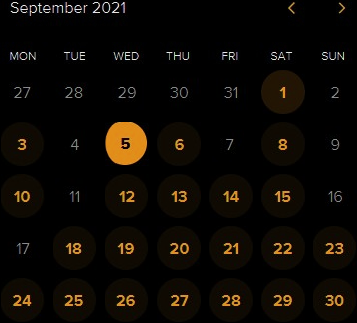 September 2021 < >
MON TUE WED THU FRI SAT SUN
27 28 29 30 31 1 2
3 4 5 6 7 8 9
10 11 12 13 14 15 16
17 18 19 20 21 22 23
24 25 26 27 28 29 30